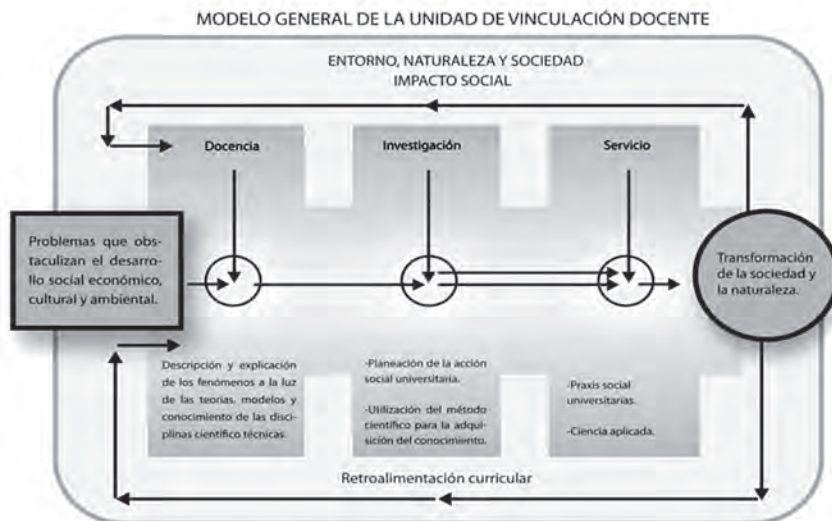 MODELO GENERAL DE LA UNIDAD DE VINCULACIÓN DOCENTE
ENTORNO, NATURALEZA Y SOCIEDAD
IMPACTO SOCIAL
Docencia
Investigación
Servicio
Problemas que obs-
taculizan el desarro-
llo social económico,
cultural y ambiental.
Transformación
de la sociedad y
la naturaleza.
Descripción y explicación
de los fenómenos a la luz
de las teorías, modelos y
conocimiento de las disci-
plinas científico técnicas.
-Planeación de la acción
social universitaria.
-Utilización del método
científico para la adqui-
sición del conocimiento.
-Praxis social
universitarias.
-Ciencia aplicada.
Retroalimentación curricular